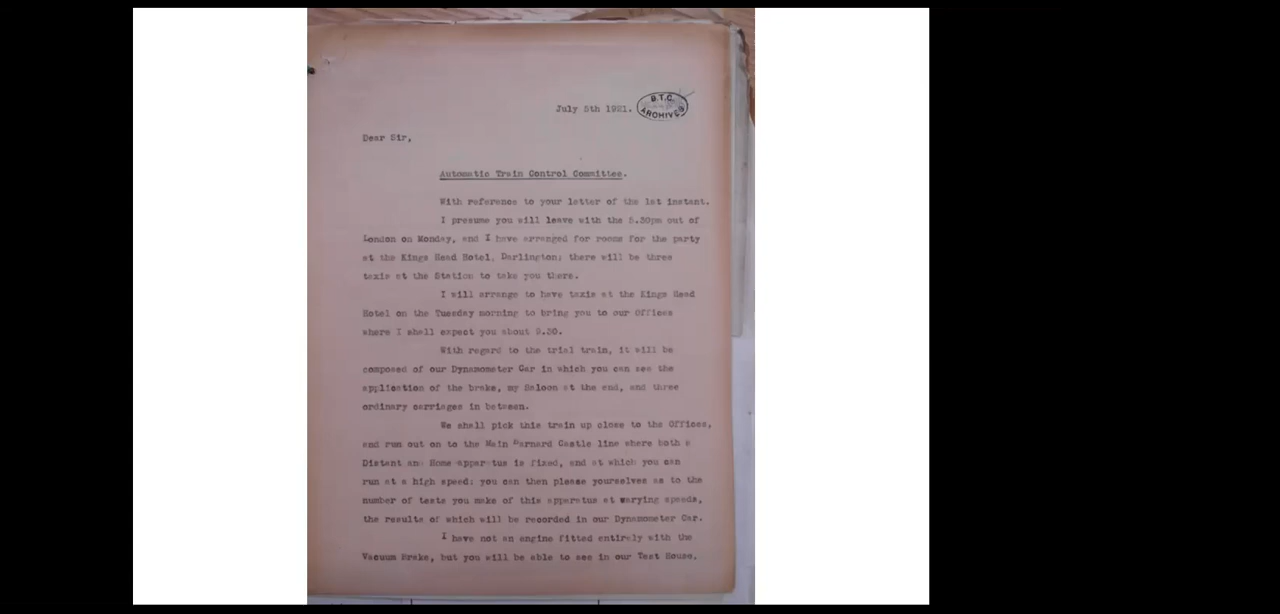 July 5th 1921.
B.T.C.
ARCHIVES
Dear Sir,
Automatic Train Control Committee.
With reference to your letter of the 1st instant.
I presume you will leave with the 5.30pm out of
London on Monday, and I have arranged for rooms for the party
at the Kings Head Hotel, Darlington; there will be three
taxis at the Station to take you there.
I will arrange to have taxis at the Kings Head
Hotel on the Tuesday morning to bring you to our Offices
where I shall expect you about 9.30.
With regard to the trial train, it will be
composed of our Dynamometer Car in which you can see the
application of the brake, my Saloon at the end, and three
ordinary carriages in between.
We shall pick this train up close to the Offices,
and run out on to the Main Barnard Castle line where both a
Distant and Home apparatus is fixed, and at which you can
run at a high speed; you can then please yourselves as to the
number of tests you make of this apparatus at varying speeds,
the results of which will be recorded in our Dynamometer Car.
I have not an engine fitted entirely with the
Vacuum Brake, but you will be able to see in our Test House,